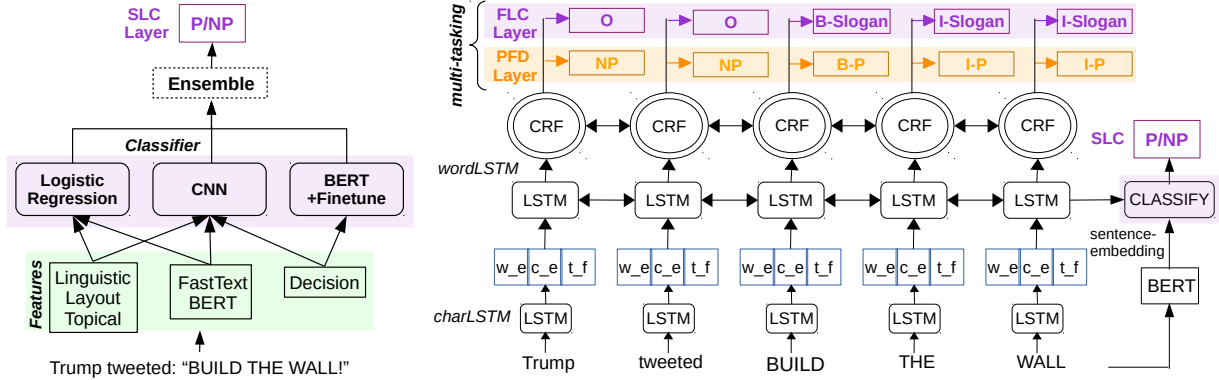 SLC
Layer
P/NP
Ensemble
Classifier
Logistic
Regression
CNN
BERT
+Finetune
Features
Linguistic
Layout
Topical
FastText
BERT
Decision
Trump tweeted: “BUILD THE WALL!”
multi-tasking
FLC
Layer
O O B-Slogan I-Slogan I-Slogan
PFD
Layer
NP NP B-P I-P I-P
CRF CRF CRF CRF CRF
wordLSTM
LSTM LSTM LSTM LSTM LSTM
SLC P/NP
CLASSIFY
sentence-
embedding
BERT
w_e c_e t_f w_e c_e t_f w_e c_e t_f w_e c_e t_f w_e c_e t_f
charLSTM LSTM LSTM LSTM LSTM LSTM
Trump tweeted BUILD THE WALL